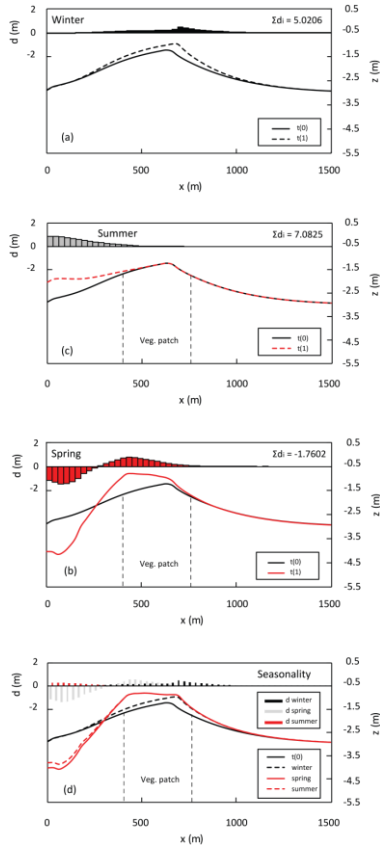 2
0
-2
d (m)
Winter
Σdi = 5.0206
0.5
-0.5
-1.5
-2.5
-3.5
-4.5
-5.5
z (m)
(a)
t(0)
t(1)
0
500
1000
1500
x (m)
2
0
-2
d (m)
Summer
Σdi = 7.0825
0.5
-0.5
-1.5
-2.5
-3.5
-4.5
-5.5
z (m)
(c)
Veg. patch
t(0)
t(1)
0
500
1000
1500
x (m)
2
0
-2
d (m)
Spring
Σdi = -1.7602
0.5
-0.5
-1.5
-2.5
-3.5
-4.5
-5.5
z (m)
(b)
Veg. patch
t(0)
t(1)
0
500
1000
1500
x (m)
2
0
-2
d (m)
Seasonality
0.5
-0.5
-1.5
-2.5
-3.5
-4.5
-5.5
z (m)
d winter
d spring
d summer
t(0)
winter
spring
summer
(d)
Veg. patch
0
500
1000
1500
x (m)